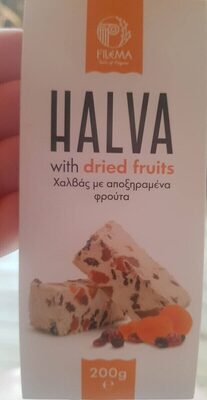 FILEMA
HALVA
with dried fruits
Χαλβάς με αποξηραμένα
φρούτα
200g
e